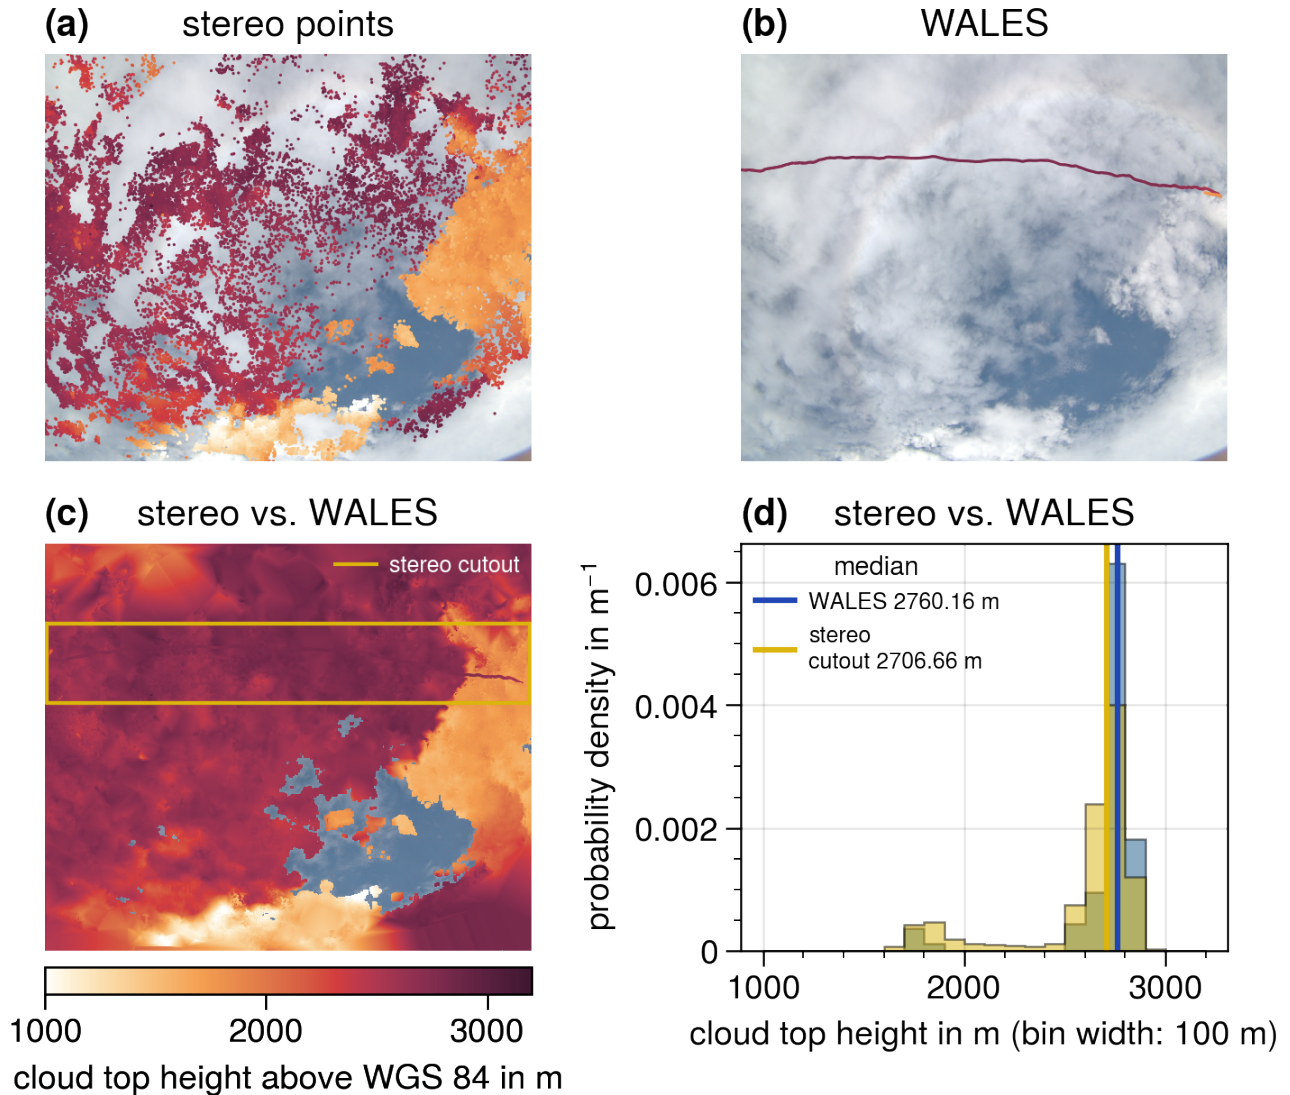 (a) stereo points
(b) WALES
(c) stereo vs. WALES
stereo cutout
1000 2000 3000
cloud top height above WGS 84 in m
(d) stereo vs. WALES
median
WALES 2760.16 m
stereo
cutout 2706.66 m
probability density in m⁻¹
0.006
0.004
0.002
0
1000 2000 3000
cloud top height in m (bin width: 100 m)